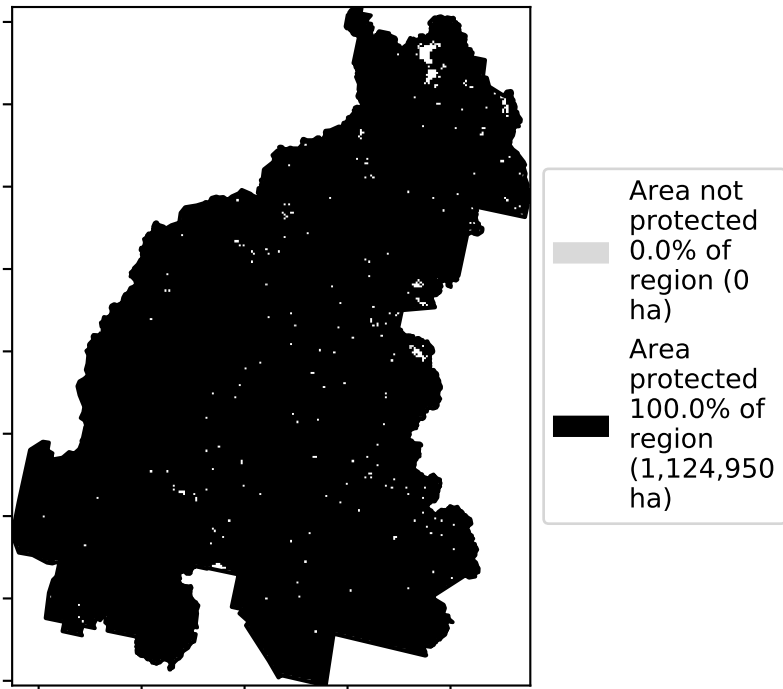 Area not
protected
0.0% of
region (0
ha)
Area
protected
100.0% of
region
(1,124,950
ha)